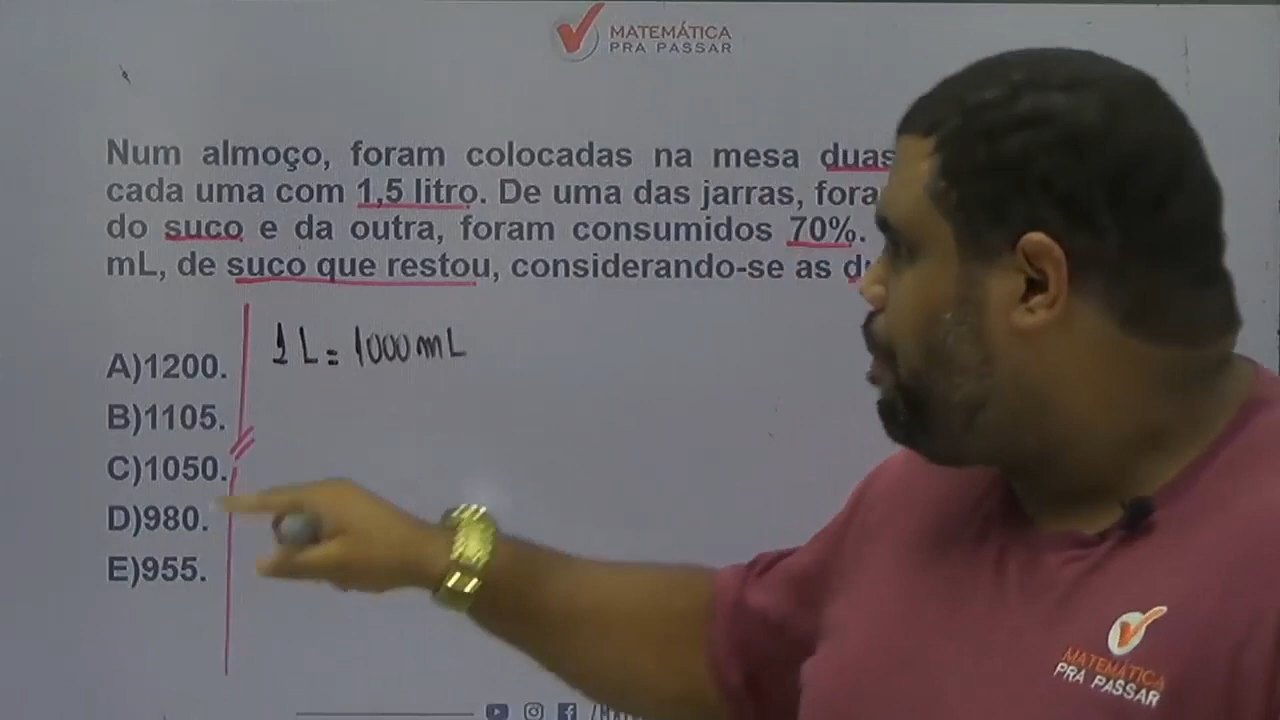 MATEMÁTICA
PRA PASSAR
Num almoço, foram colocadas na mesa duas
cada uma com 1,5 litro. De uma das jarras,
do suco e da outra, foram consumidos 70%.
mL, de suco que restou, considerando-se as
1 L = 1000 mL
A)1200.
B)1105.
C)1050.
D)980.
E)955.
MATEMÁTICA
PRA PASSAR